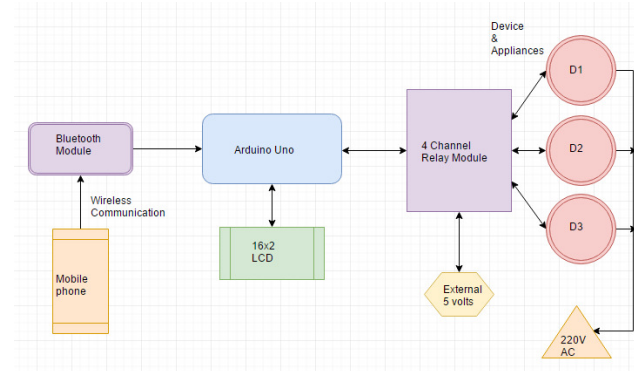 Device
&
Appliances
D1
Bluetooth
Module
Arduino Uno
4 Channel
Relay Module
D2
Wireless
Communication
D3
16x2
LCD
Mobile
phone
External
5 volts
220V
AC